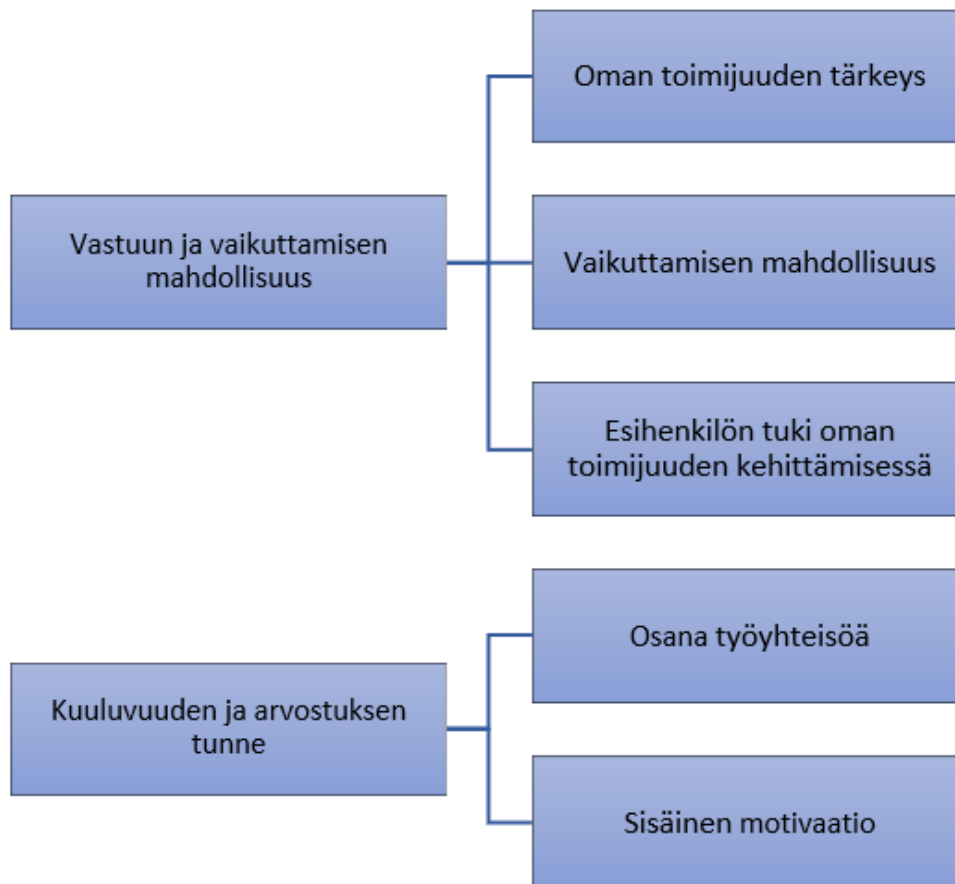 Vastuun ja vaikuttamisen
mahdollisuus
Oman toimijuuden tärkeys
Vaikuttamisen mahdollisuus
Esihenkilön tuki oman
toimijuuden kehittämisessä
Kuuluvuuden ja arvostuksen
tunne
Osana työyhteisöä
Sisäinen motivaatio